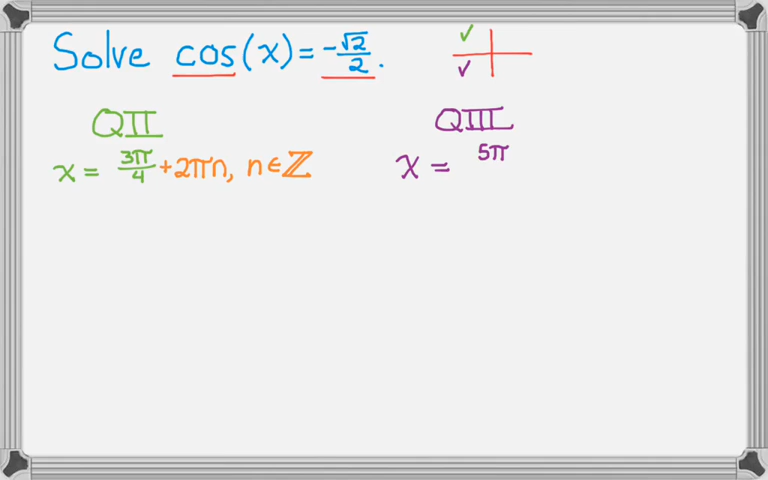 Solve cos(x) = -√2/2.
QII
QIII
x = 3π/4 + 2πn, n ∈ ℤ
x = 5π